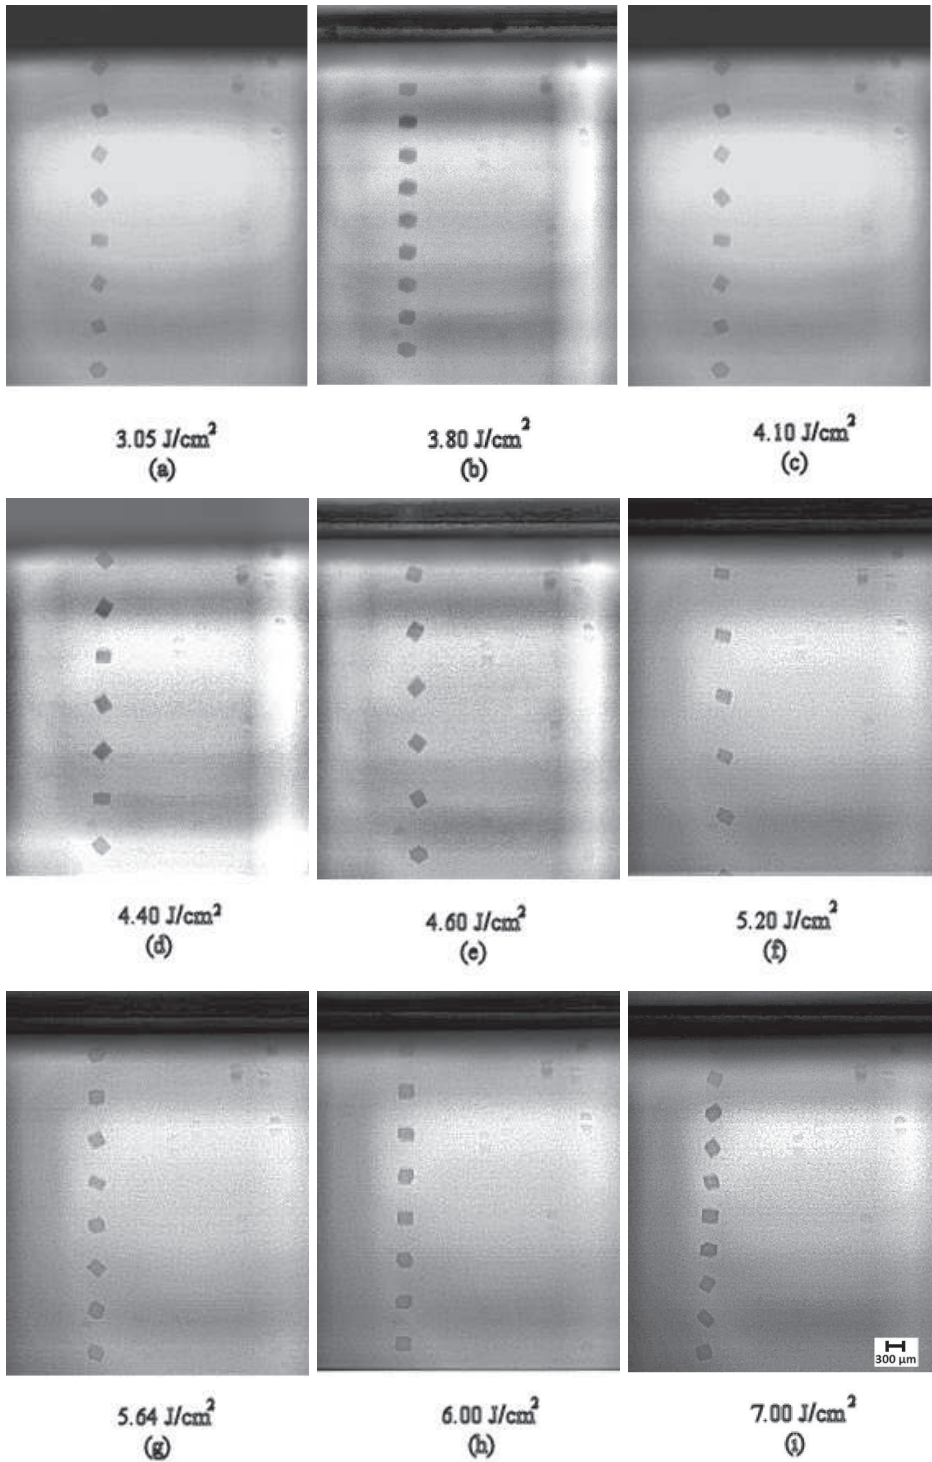 3.05 J/cm²
(a)
3.80 J/cm²
(b)
4.10 J/cm²
(c)
4.40 J/cm²
(d)
4.60 J/cm²
(e)
5.20 J/cm²
(f)
300 µm
5.64 J/cm²
(g)
6.00 J/cm²
(h)
7.00 J/cm²
(i)